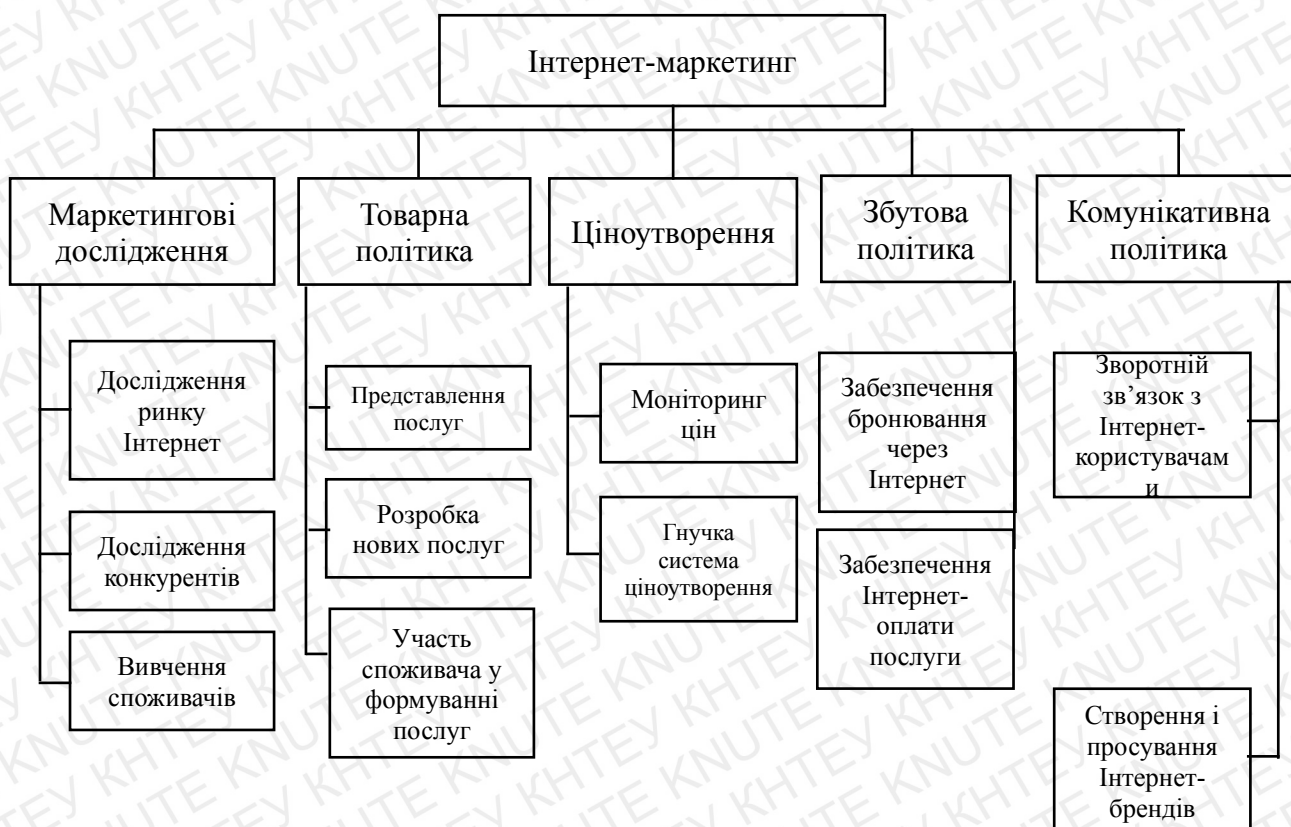 Інтернет-маркетинг
Маркетингові
дослідження
Товарна
політика
Ціноутворення
Збутова
політика
Комунікативна
політика
Дослідження
ринку
Інтернет
Дослідження
конкурентів
Вивчення
споживачів
Представлення
послуг
Розробка
нових послуг
Участь
споживача у
формуванні
послуг
Моніторинг
цін
Гнучка
система
ціноутворення
Забезпечення
бронювання
через
Інтернет
Забезпечення
Інтернет-
оплати
послуги
Зворотній
зв’язок з
Інтернет-
користувачам
и
Створення і
просування
Інтернет-
брендів